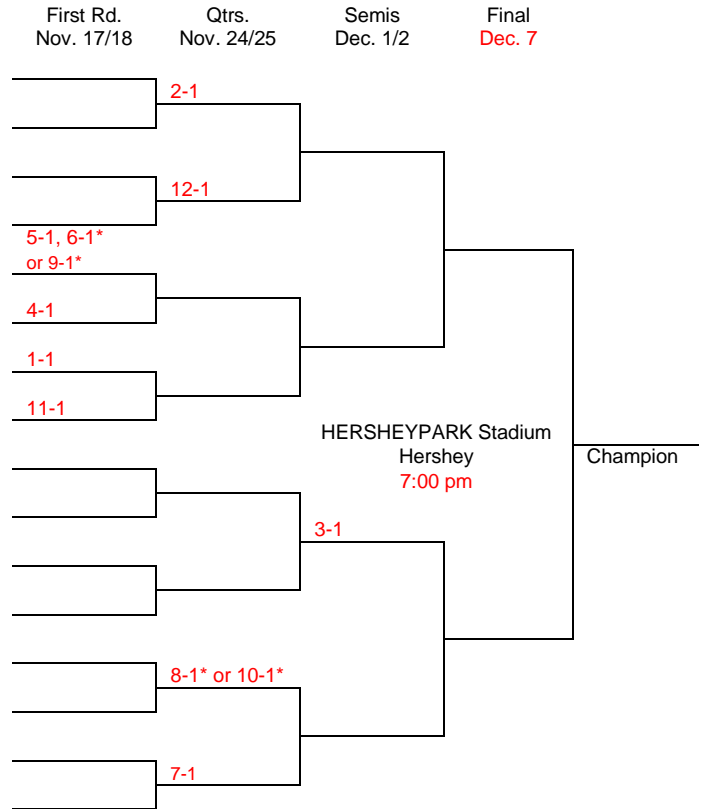 First Rd.
Nov. 17/18
Qtrs.
Nov. 24/25
Semis
Dec. 1/2
Final
Dec. 7
2-1
12-1
5-1, 6-1*
or 9-1*
4-1
1-1
11-1
HERSHEYPARK Stadium
Hershey
7:00 pm
Champion
3-1
8-1* or 10-1*
7-1